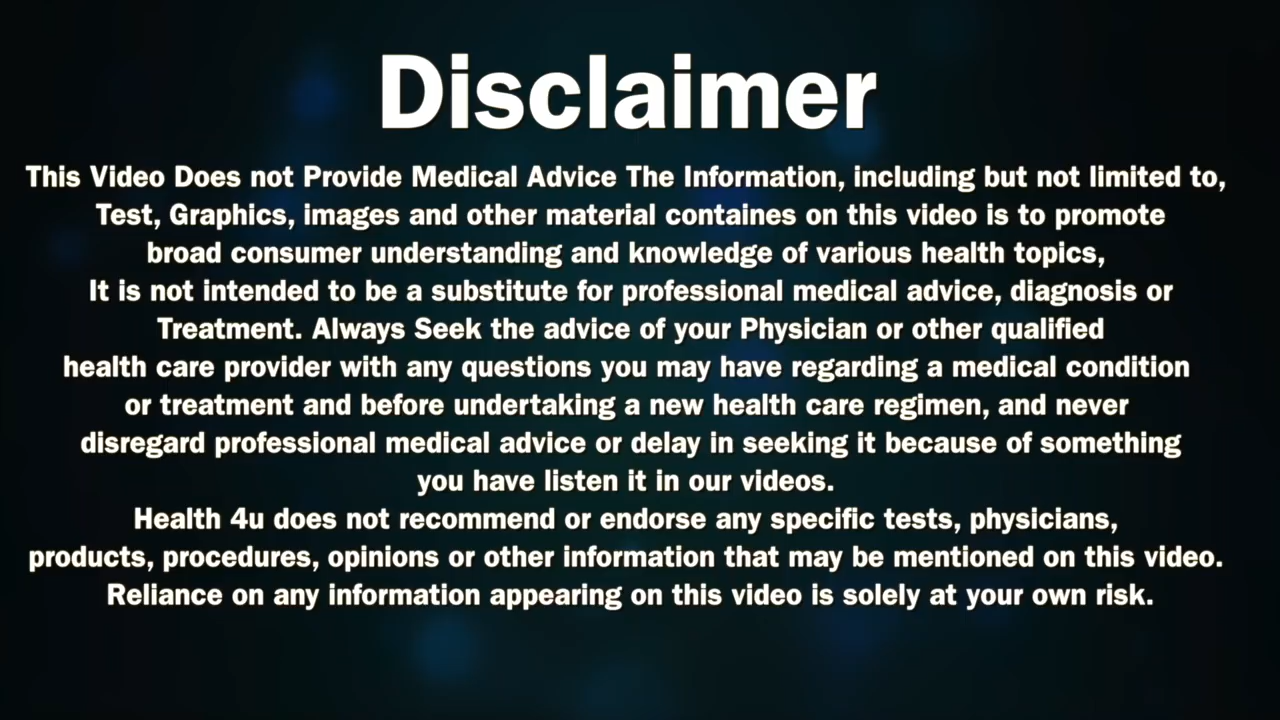 Disclaimer
This Video Does not Provide Medical Advice The Information, including but not limited to,
Test, Graphics, images and other material containes on this video is to promote
broad consumer understanding and knowledge of various health topics,
It is not intended to be a substitute for professional medical advice, diagnosis or
Treatment. Always Seek the advice of your Physician or other qualified
health care provider with any questions you may have regarding a medical condition
or treatment and before undertaking a new health care regimen, and never
disregard professional medical advice or delay in seeking it because of something
you have listen it in our videos.
Health 4u does not recommend or endorse any specific tests, physicians,
products, procedures, opinions or other information that may be mentioned on this video.
Reliance on any information appearing on this video is solely at your own risk.